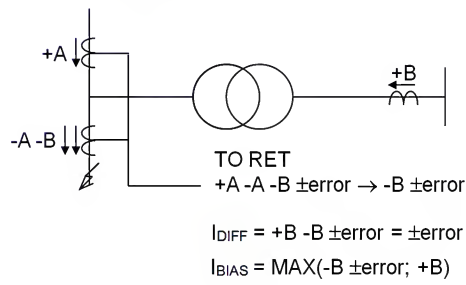 +A
+B
-A -B
TO RET
+A -A -B ±error → -B ±error
IDIFF = +B -B ±error = ±error
IBIAS = MAX(-B ±error; +B)